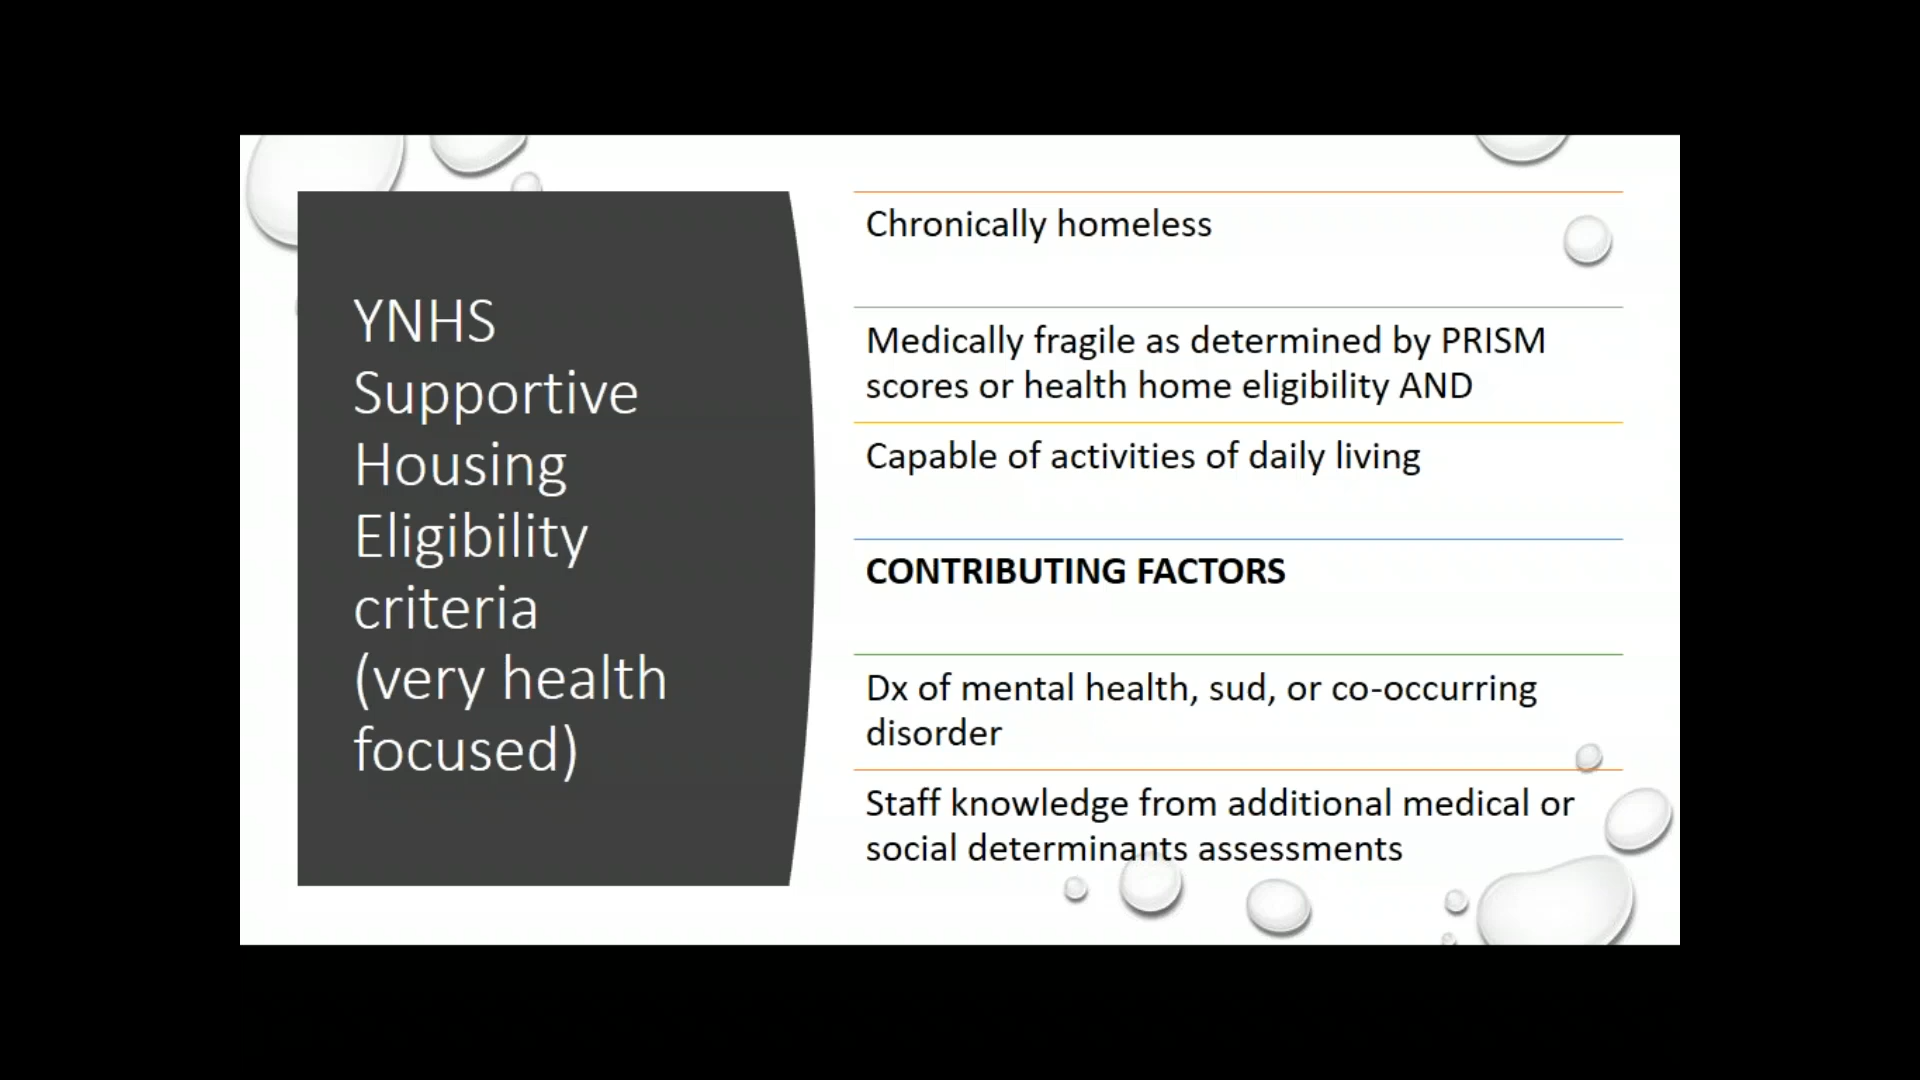 YNHS
Supportive
Housing
Eligibility
criteria
(very health
focused)
Chronically homeless
Medically fragile as determined by PRISM
scores or health home eligibility AND
Capable of activities of daily living
CONTRIBUTING FACTORS
Dx of mental health, sud, or co-occurring
disorder
Staff knowledge from additional medical or
social determinants assessments